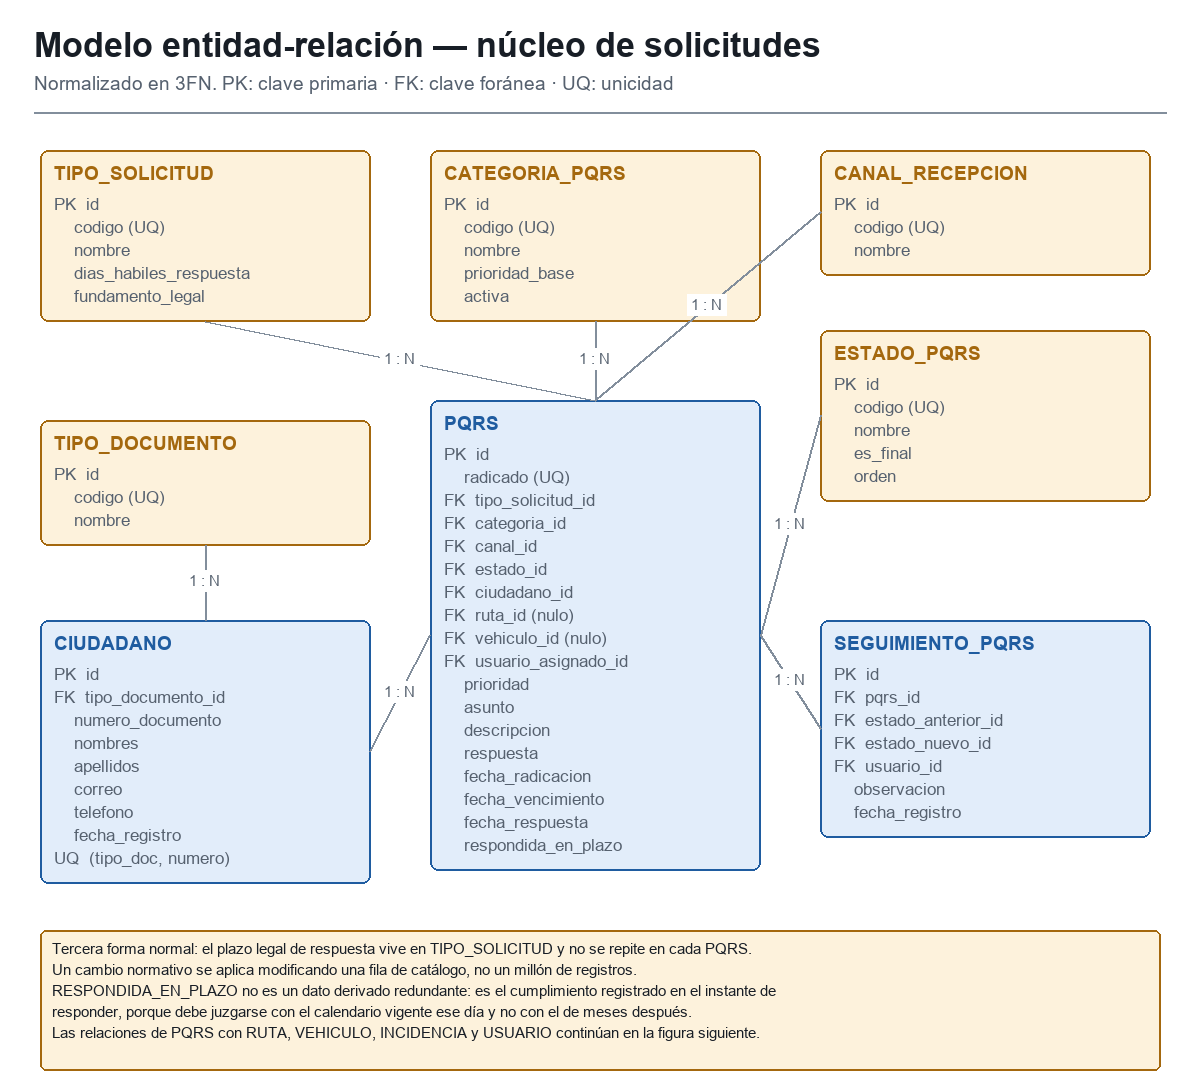 Modelo entidad-relación — núcleo de solicitudes
Normalizado en 3FN. PK: clave primaria · FK: clave foránea · UQ: unicidad
TIPO_SOLICITUD
PK id
codigo (UQ)
nombre
dias_habiles_respuesta
fundamento_legal
CATEGORIA_PQRS
PK id
codigo (UQ)
nombre
prioridad_base
activa
CANAL_RECEPCION
PK id
codigo (UQ)
nombre
1 : N
1 : N
1 : N
ESTADO_PQRS
PK id
codigo (UQ)
nombre
es_final
orden
TIPO_DOCUMENTO
PK id
codigo (UQ)
nombre
1 : N
PQRS
PK id
radicado (UQ)
FK tipo_solicitud_id
FK categoria_id
FK canal_id
FK estado_id
FK ciudadano_id
FK ruta_id (nulo)
FK vehiculo_id (nulo)
FK usuario_asignado_id
prioridad
asunto
descripcion
respuesta
fecha_radicacion
fecha_vencimiento
fecha_respuesta
respondida_en_plazo
1 : N
CIUDADANO
PK id
FK tipo_documento_id
numero_documento
nombres
apellidos
correo
telefono
fecha_registro
UQ (tipo_doc, numero)
1 : N
1 : N
SEGUIMIENTO_PQRS
PK id
FK pqrs_id
FK estado_anterior_id
FK estado_nuevo_id
FK usuario_id
observacion
fecha_registro
Tercera forma normal: el plazo legal de respuesta vive en TIPO_SOLICITUD y no se repite en cada PQRS.
Un cambio normativo se aplica modificando una fila de catálogo, no un millón de registros.
RESPONDIDA_EN_PLAZO no es un dato derivado redundante: es el cumplimiento registrado en el instante de
responder, porque debe juzgarse con el calendario vigente ese día y no con el de meses después.
Las relaciones de PQRS con RUTA, VEHICULO, INCIDENCIA y USUARIO continúan en la figura siguiente.